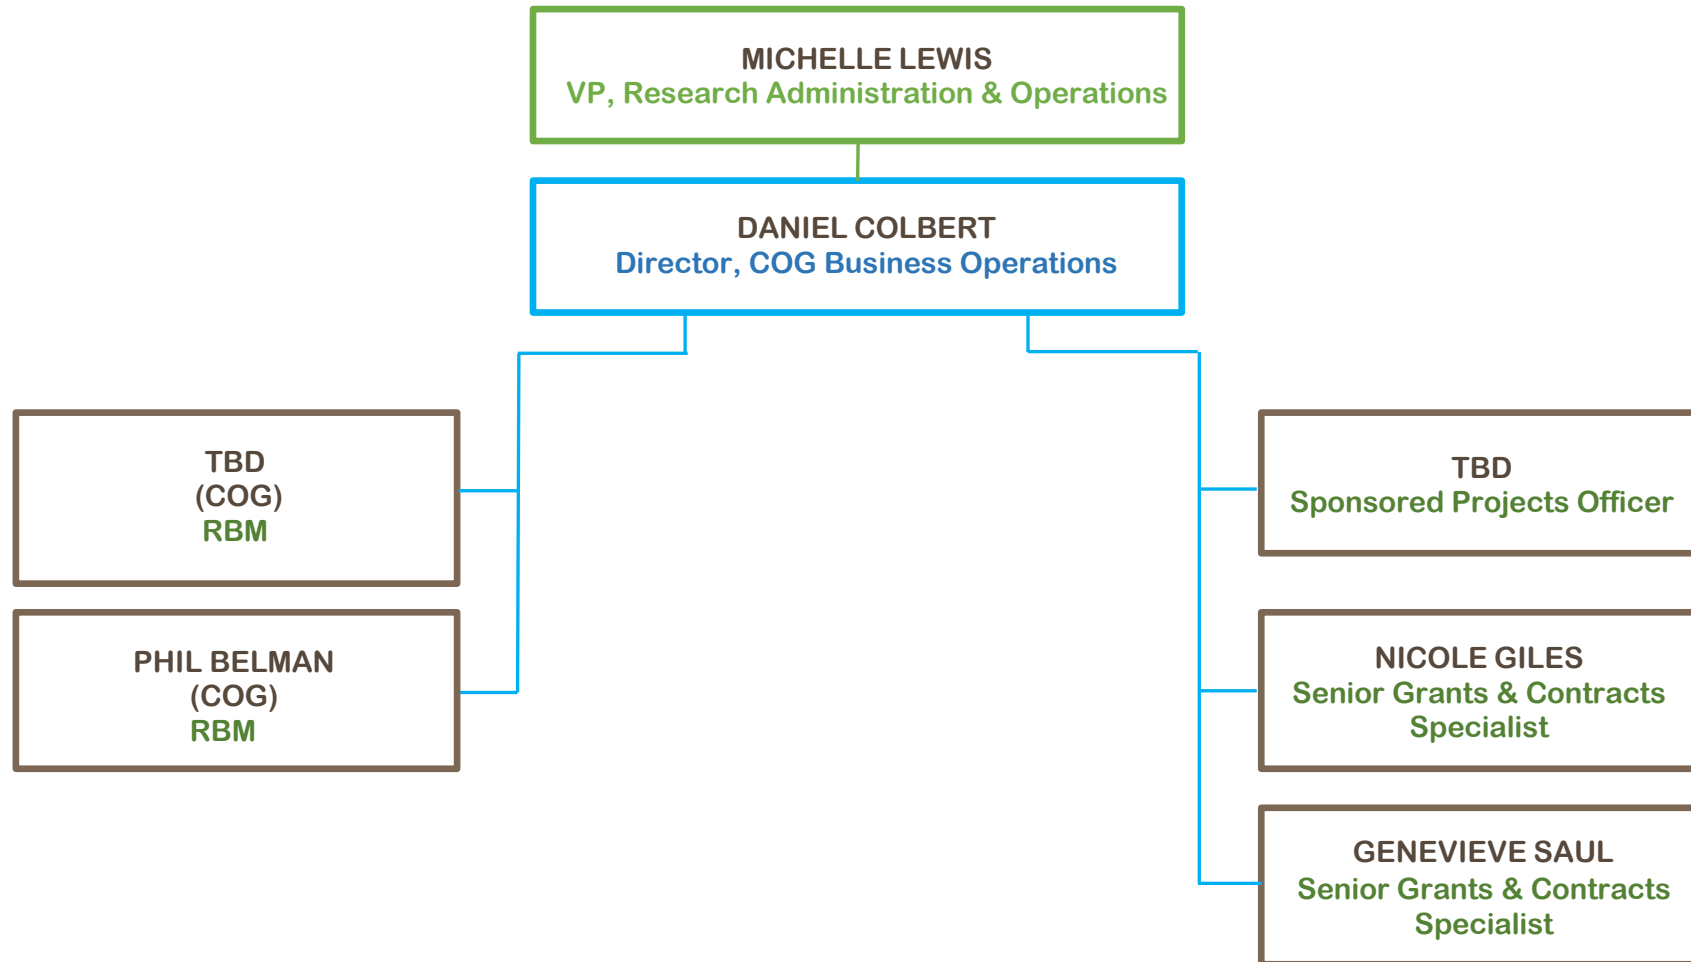 MICHELLE LEWIS
VP, Research Administration & Operations
DANIEL COLBERT
Director, COG Business Operations
TBD
(COG)
RBM
PHIL BELMAN
(COG)
RBM
TBD
Sponsored Projects Officer
NICOLE GILES
Senior Grants & Contracts
Specialist
GENEVIEVE SAUL
Senior Grants & Contracts
Specialist